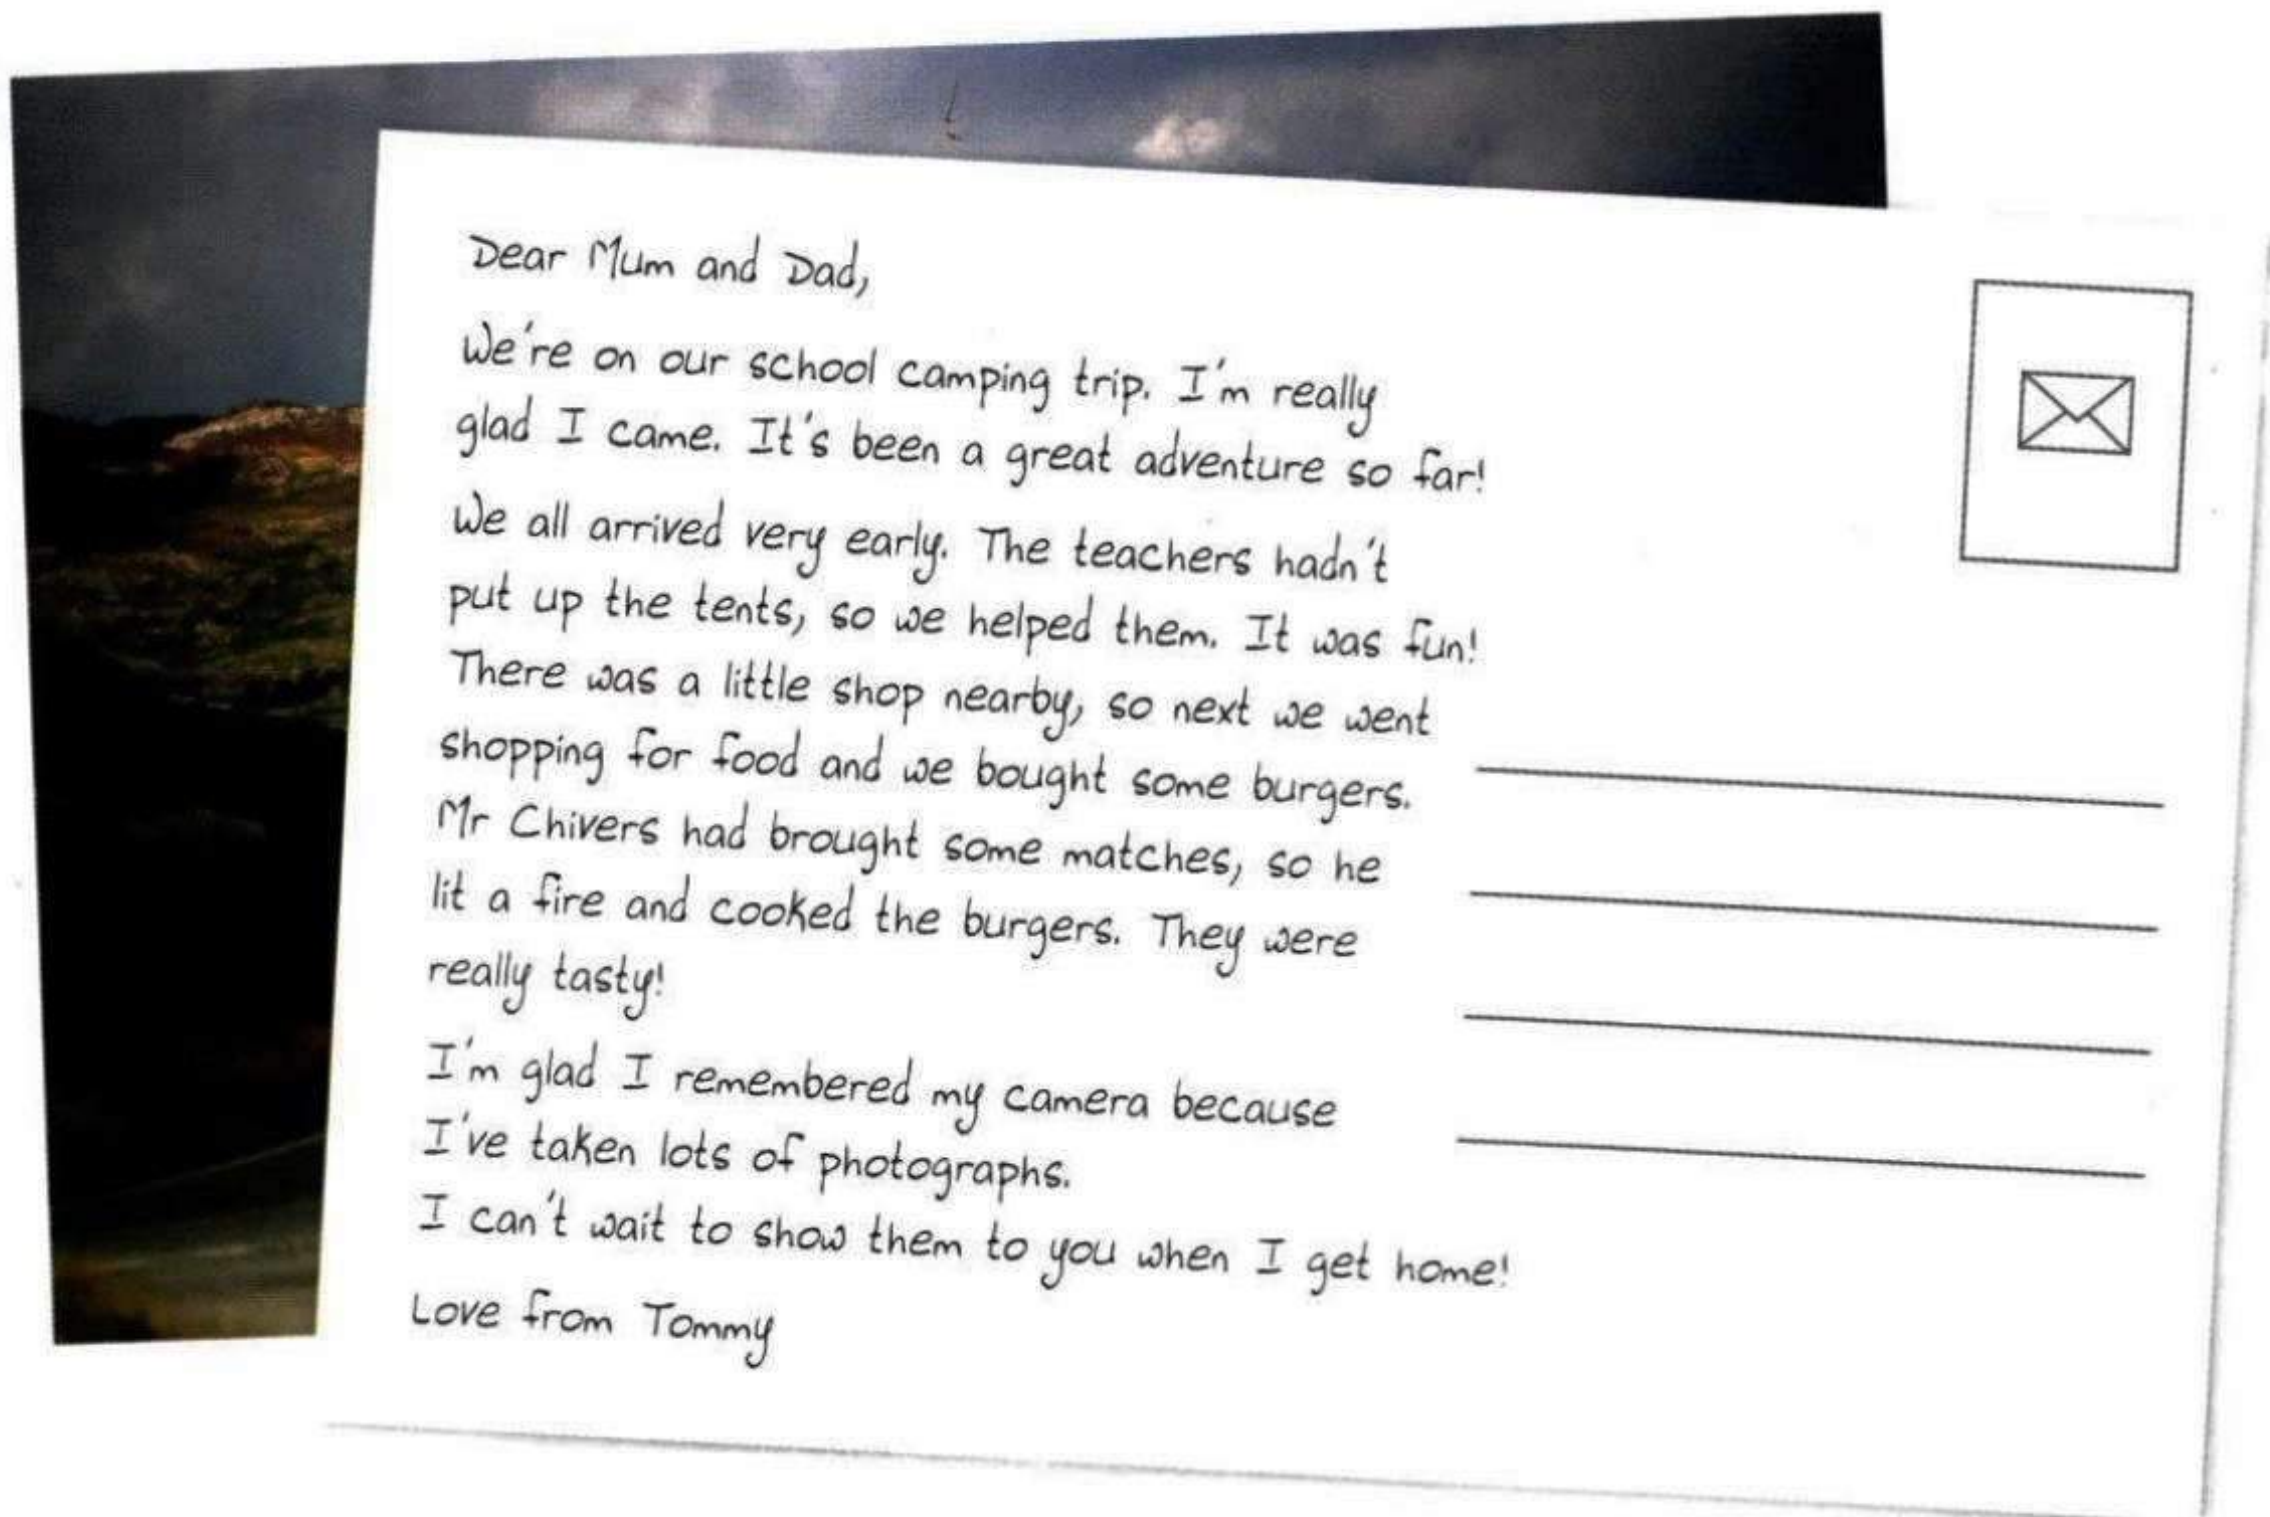 Dear Mum and Dad,
We're on our school camping trip. I'm really
glad I came. It's been a great adventure so far!
We all arrived very early. The teachers hadn't
put up the tents, so we helped them. It was fun!
There was a little shop nearby, so next we went
shopping for food and we bought some burgers.
Mr Chivers had brought some matches, so he
lit a fire and cooked the burgers. They were
really tasty!
I'm glad I remembered my camera because
I've taken lots of photographs.
I can't wait to show them to you when I get home!
Love from Tommy